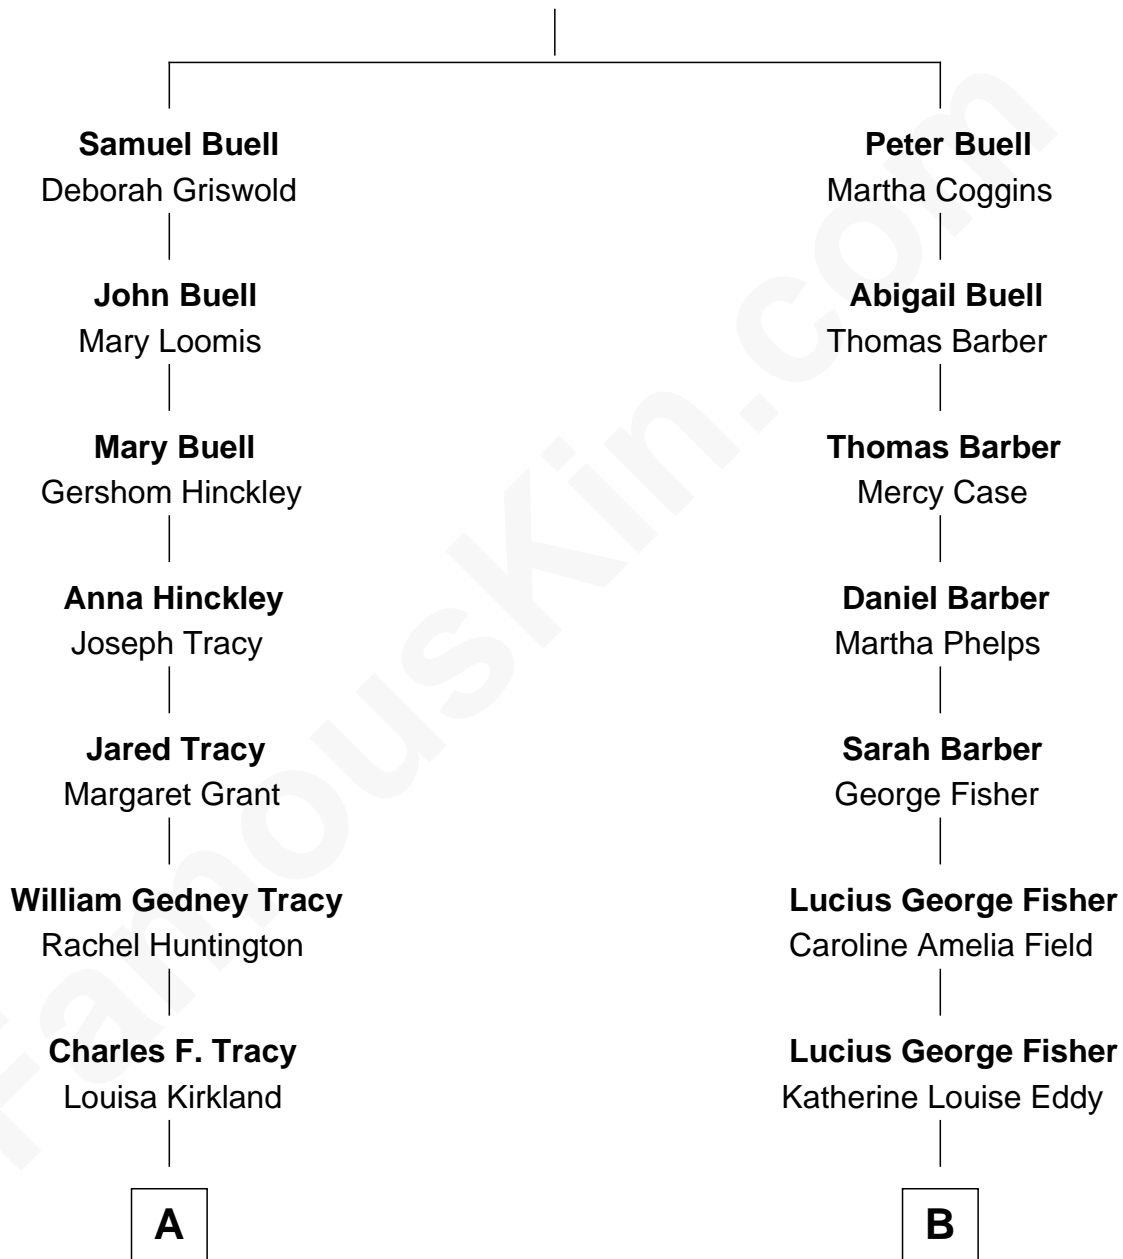 Samuel Buell
Deborah Griswold
Peter Buell
Martha Coggins
John Buell
Mary Loomis
Abigail Buell
Thomas Barber
Mary Buell
Gershom Hinckley
Thomas Barber
Mercy Case
Anna Hinckley
Joseph Tracy
Daniel Barber
Martha Phelps
Jared Tracy
Margaret Grant
Sarah Barber
George Fisher
William Gedney Tracy
Rachel Huntington
Lucius George Fisher
Caroline Amelia Field
Charles F. Tracy
Louisa Kirkland
Lucius George Fisher
Katherine Louise Eddy
A
B
FamousKin.com